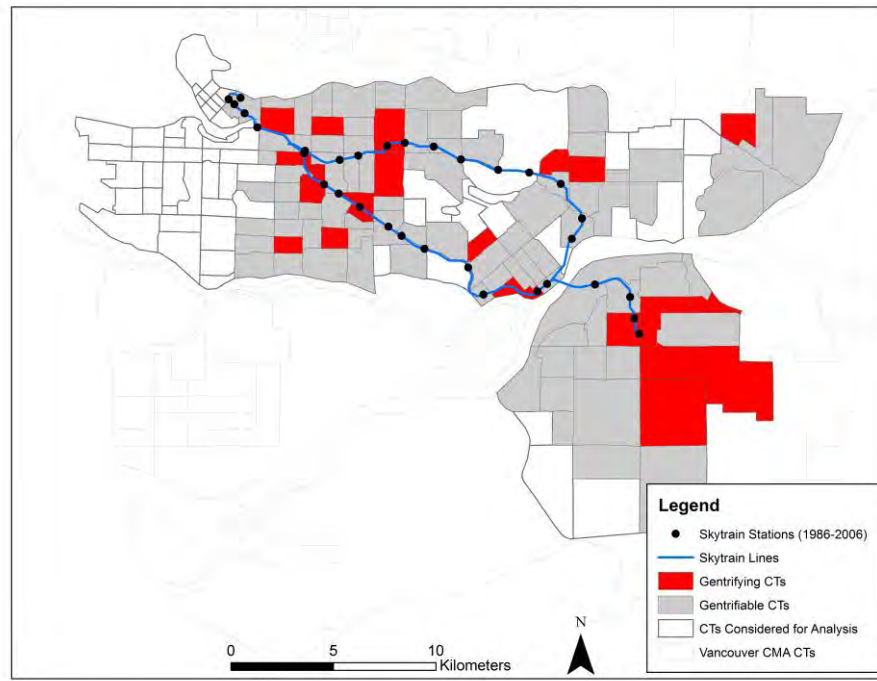 Legend
Skytrain Stations (1986-2006)
Skytrain Lines
Gentrifying CTs
Gentrifiable CTs
CTs Considered for Analysis
Vancouver CMA CTs
N
0 5 10
Kilometers